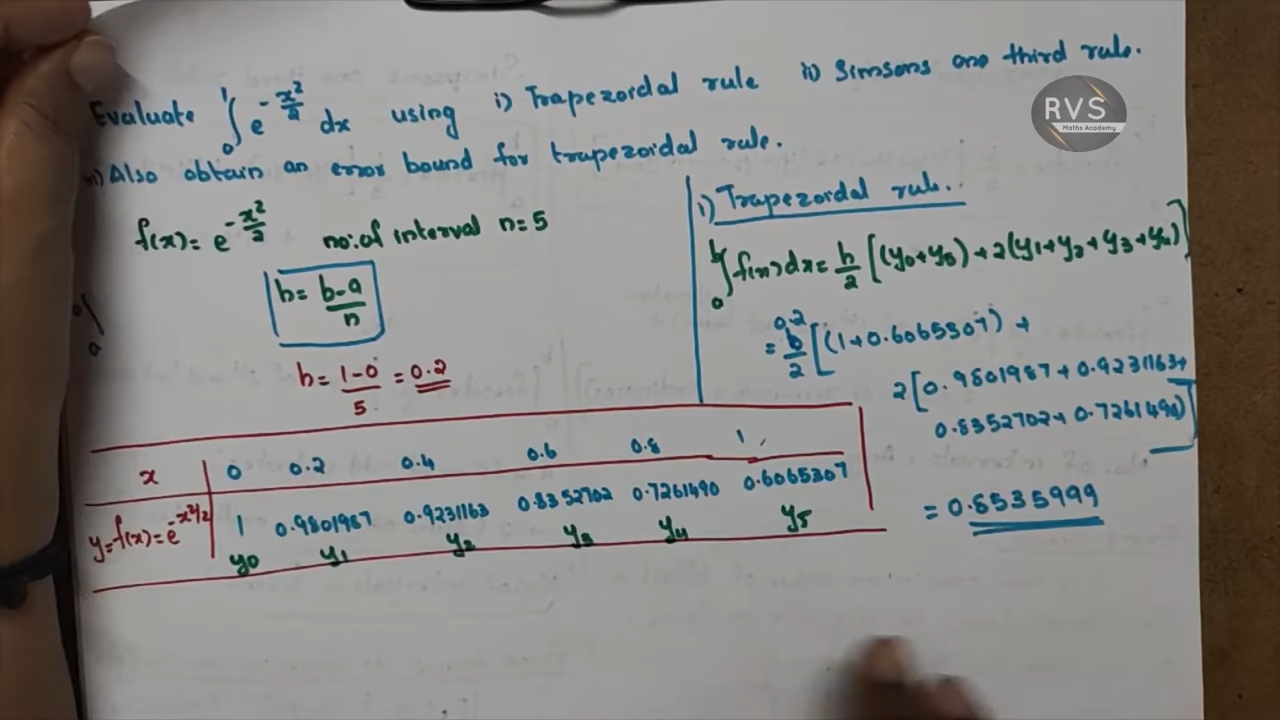 Evaluate ∫₀¹ e^(-x²/2) dx using i) Trapezoidal rule ii) Simsons one third rule.
iii) Also obtain an error bound for trapezoidal rule.
RVS
Maths Academy
f(x) = e^(-x²/2) no. of interval n=5
h = (b-a)/n
h = (1-0)/5 = 0.2
i) Trapezoidal rule.
∫ f(x) dx = h/2 [(y0+y5)+2(y1+y2+y3+y4)]
0.2
= h/2 [(1+0.6065307) +
2[0.9801987+0.9231163+
0.8352702+0.7261490)]
= 0.8535999
x 0 0.2 0.4 0.6 0.8 1
y=f(x)=e^(-x²/2) 1 0.9801987 0.9231163 0.8352702 0.7261490 0.6065307
y0 y1 y2 y3 y4 y5